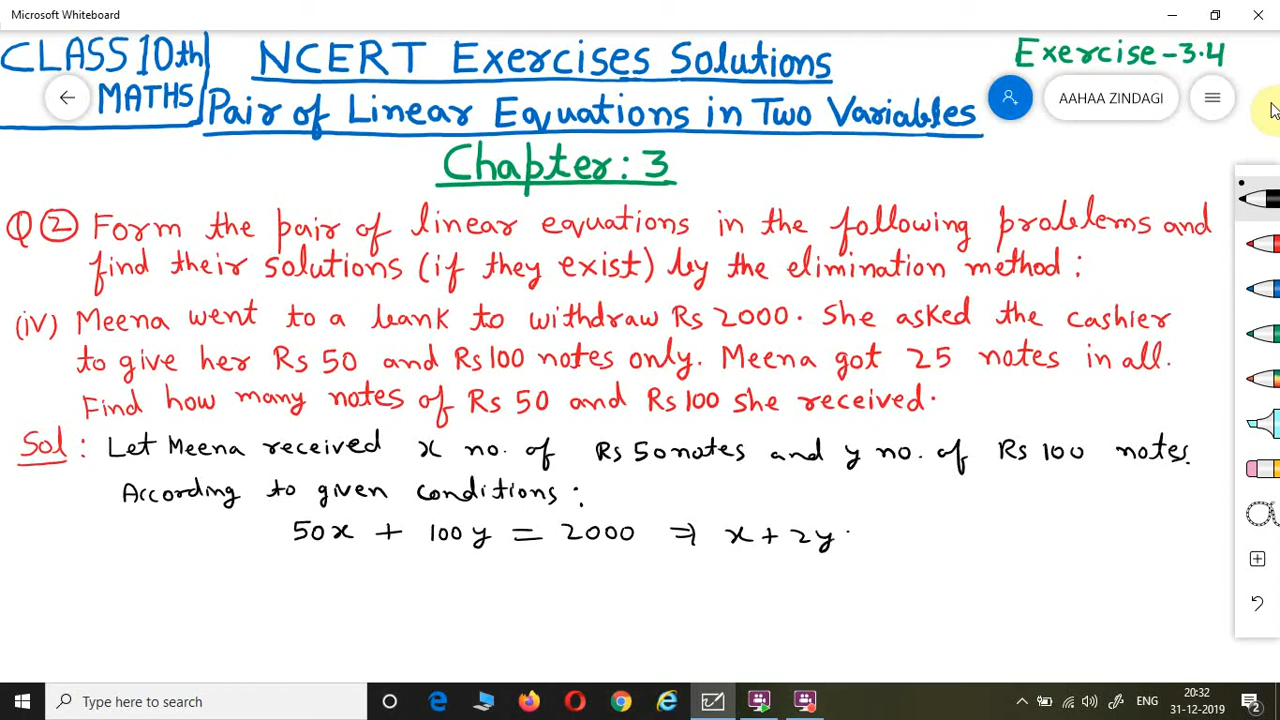 Microsoft Whiteboard
CLASS 10th
MATHS
NCERT Exercises Solutions
Exercise-3.4
Pair of Linear Equations in Two Variables
AAHAA ZINDAGI
Chapter: 3
Q② Form the pair of linear equations in the following problems and
find their solutions (if they exist) by the elimination method:
(iv) Meena went to a bank to withdraw Rs 2000. She asked the cashier
to give her Rs 50 and Rs 100 notes only. Meena got 25 notes in all.
Find how many notes of Rs 50 and Rs 100 she received.
Sol: Let Meena received x no. of Rs 50 notes and y no. of Rs 100 notes.
According to given conditions:
50x + 100y = 2000 ⇒ x + 2y
Type here to search
ENG
20:32
31-12-2019
2